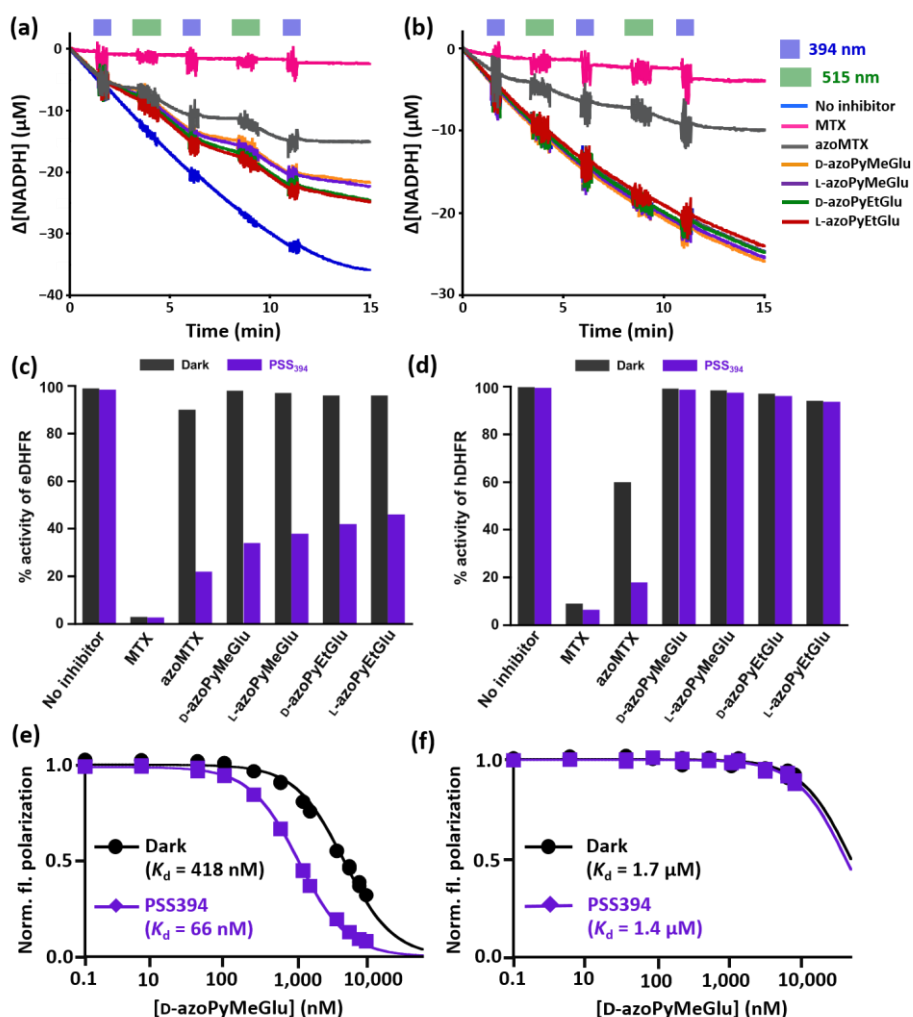 (a)
0
−10
−20
−30
−40
Δ[NADPH] (μM)
0
5
10
15
Time (min)
(b)
0
−10
−20
−30
Δ[NADPH] (μM)
0
5
10
15
Time (min)
394 nm
515 nm
No inhibitor
MTX
azoMTX
D-azoPyMeGlu
L-azoPyMeGlu
D-azoPyEtGlu
L-azoPyEtGlu
(c)
Dark
PSS394
100
80
60
40
20
0
% activity of eDHFR
No inhibitor
MTX
azoMTX
D-azoPyMeGlu
L-azoPyMeGlu
D-azoPyEtGlu
L-azoPyEtGlu
(d)
Dark
PSS394
100
80
60
40
20
0
% activity of hDHFR
No inhibitor
MTX
azoMTX
D-azoPyMeGlu
L-azoPyMeGlu
D-azoPyEtGlu
L-azoPyEtGlu
(e)
1.0
0.5
0.0
Norm. fl. polarization
Dark
(Kd = 418 nM)
PSS394
(Kd = 66 nM)
0.1
10
100
1,000
10,000
[D-azoPyMeGlu] (nM)
(f)
1.0
0.5
0.0
Norm. fl. polarization
Dark
(Kd = 1.7 μM)
PSS394
(Kd = 1.4 μM)
0.1
10
100
1,000
10,000
[D-azoPyMeGlu] (nM)